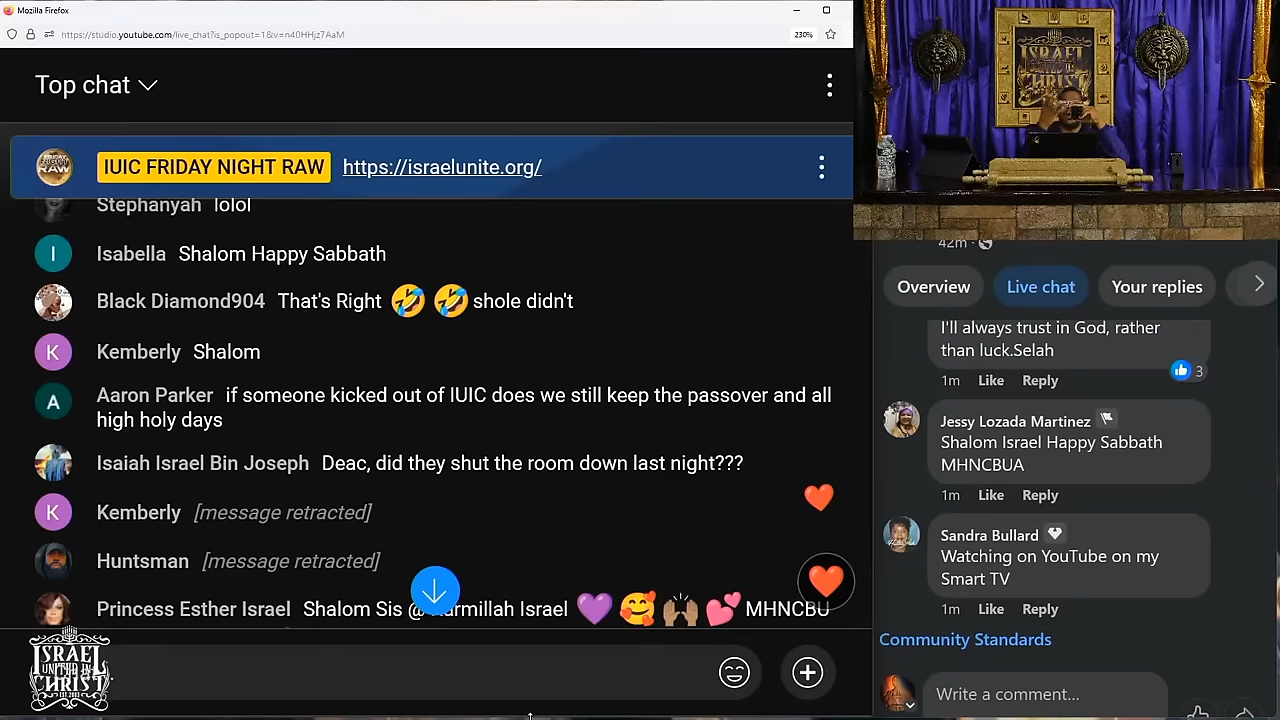 Mozilla Firefox
https://studio.youtube.com/live_chat?is_popout=1&v=n40HHjz7AaM
230%
Top chat
IUIC FRIDAY NIGHT RAW https://israelunite.org/
Stephanyah lolol
I
Isabella Shalom Happy Sabbath
Black Diamond904 That's Right 🤣 🤣 shole didn't
K
Kemberly Shalom
A
Aaron Parker if someone kicked out of IUIC does we still keep the passover and all
high holy days
Isaiah Israel Bin Joseph Deac, did they shut the room down last night???
K
Kemberly [message retracted]
Huntsman [message retracted]
Princess Esther Israel Shalom Sis @ Israel 💜 🥰 🙌🏽 💕 MHNCBU
ISRAEL
UNITED IN
CHRIST
ISRAEL
UNITED IN
CHRIST
42m
Overview
Live chat
Your replies
I'll always trust in God, rather
than luck.Selah
1m Like Reply
3
Jessy Lozada Martinez
Shalom Israel Happy Sabbath
MHNCBUA
1m Like Reply
Sandra Bullard
Watching on YouTube on my
Smart TV
1m Like Reply
Community Standards
Write a comment...